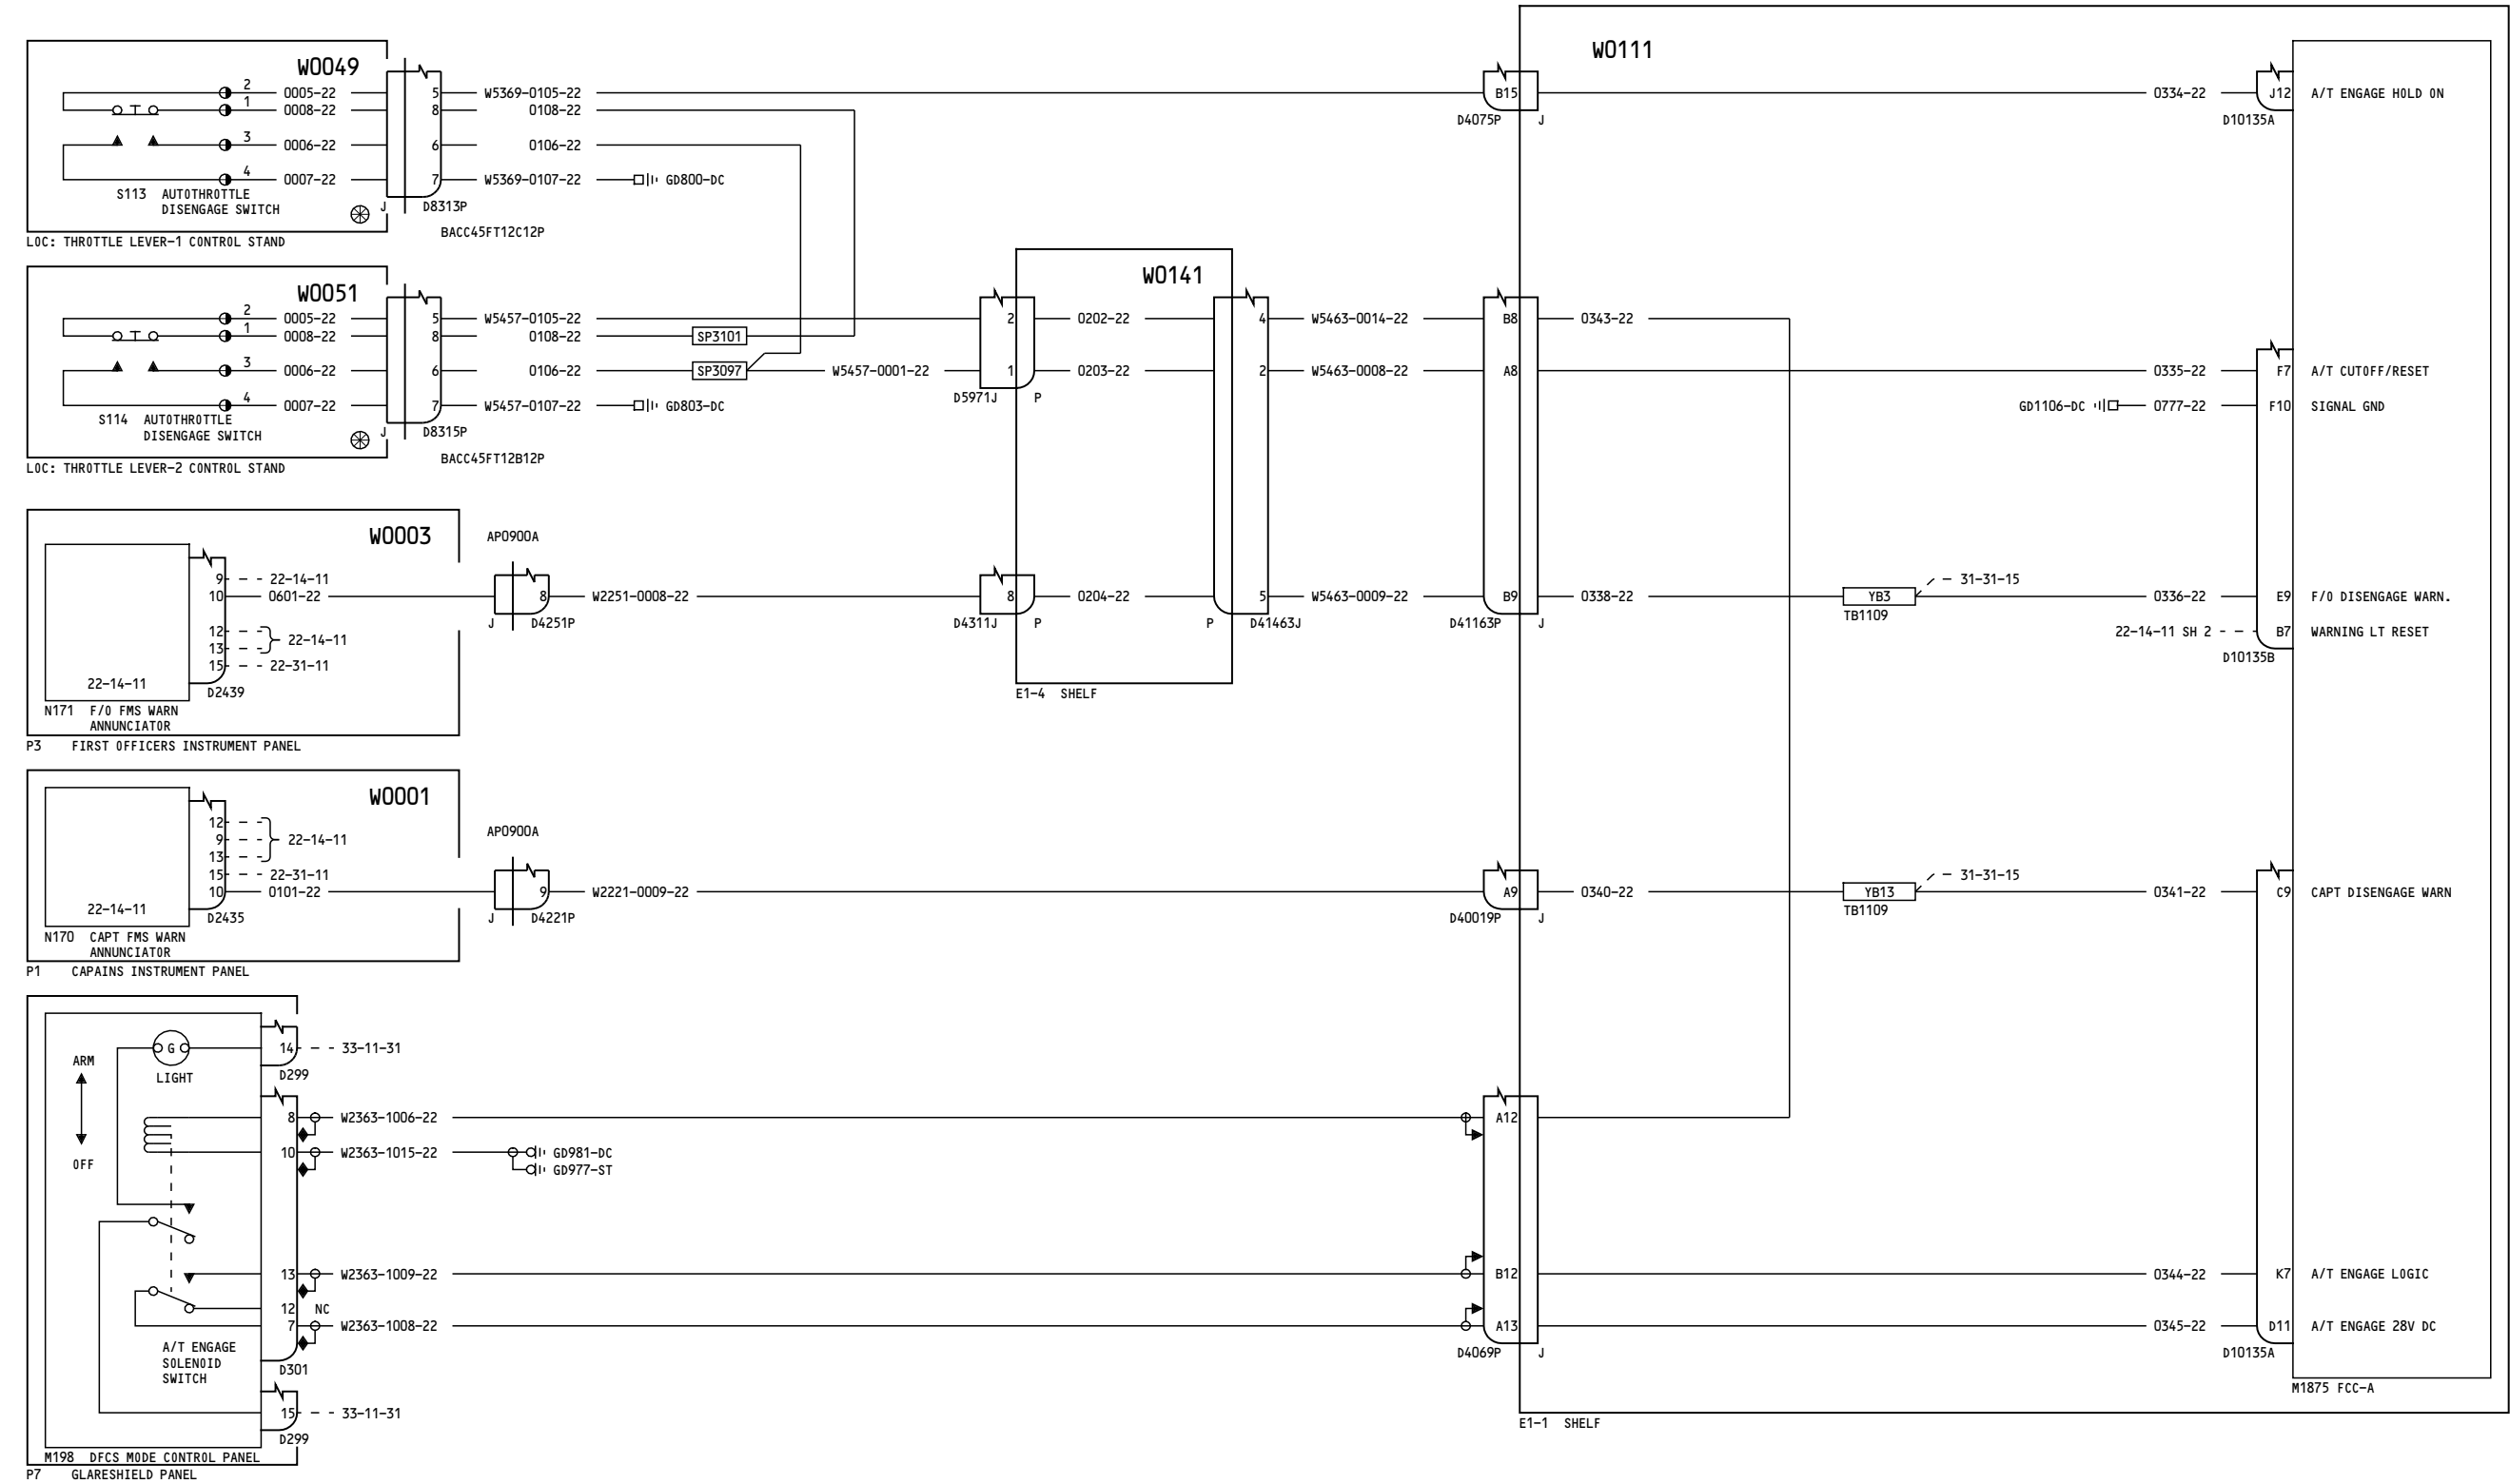 W0049
2 0005-22 5 W5369-0105-22
1 0008-22 8 0108-22
3 0006-22 6 0106-22
4 0007-22 7 W5369-0107-22 GD800-DC
S113 AUTOTHROTTLE
DISENGAGE SWITCH
J D8313P
BACC45FT12C12P
LOC: THROTTLE LEVER-1 CONTROL STAND
W0051
2 0005-22 5 W5457-0105-22
1 0008-22 8 0108-22 SP3101
3 0006-22 6 0106-22 SP3097 W5457-0001-22
4 0007-22 7 W5457-0107-22 GD803-DC
S114 AUTOTHROTTLE
DISENGAGE SWITCH
J D8315P
BACC45FT12B12P
LOC: THROTTLE LEVER-2 CONTROL STAND
W0003
9 22-14-11
10 0601-22
12
13 22-14-11
15 22-31-11
22-14-11
D2439
N171 F/O FMS WARN
ANNUNCIATOR
P3 FIRST OFFICERS INSTRUMENT PANEL
AP0900A
8 W2251-0008-22
J D4251P
W0001
12
9 22-14-11
13
15 22-31-11
10 0101-22
22-14-11
D2435
N170 CAPT FMS WARN
ANNUNCIATOR
P1 CAPAINS INSTRUMENT PANEL
AP0900A
9 W2221-0009-22
J D4221P
ARM
OFF
G
LIGHT
14 33-11-31
D299
8 W2363-1006-22
10 W2363-1015-22 GD981-DC
GD977-ST
13 W2363-1009-22
12 NC
7 W2363-1008-22
A/T ENGAGE
SOLENOID
SWITCH
D301
15 33-11-31
D299
M198 DFCS MODE CONTROL PANEL
P7 GLARESHIELD PANEL
W0141
2 0202-22 4 W5463-0014-22
1 0203-22 2 W5463-0008-22
D5971J P
8 0204-22 5 W5463-0009-22
D4311J P
P D41463J
E1-4 SHELF
W0111
B15 0334-22 J12 A/T ENGAGE HOLD ON
D4075P J D10135A
B8 0343-22
A8 0335-22 F7 A/T CUTOFF/RESET
GD1106-DC 0777-22 F10 SIGNAL GND
31-31-15
B9 0338-22 YB3 0336-22 E9 F/O DISENGAGE WARN.
TB1109
D41163P J
22-14-11 SH 2 B7 WARNING LT RESET
D10135B
31-31-15
A9 0340-22 YB13 0341-22 C9 CAPT DISENGAGE WARN
TB1109
D40019P J
A12
B12 0344-22 K7 A/T ENGAGE LOGIC
A13 0345-22 D11 A/T ENGAGE 28V DC
D4069P J D10135A
M1875 FCC-A
E1-1 SHELF